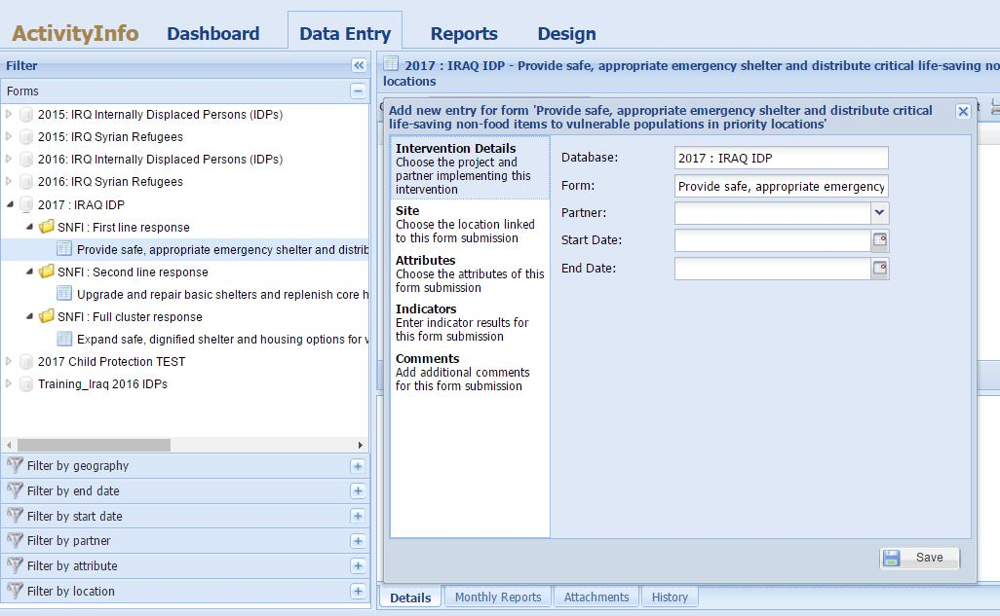 ActivityInfo
Dashboard
Data Entry
Reports
Design
Filter
Forms
2015: IRQ Internally Displaced Persons (IDPs)
2015: IRQ Syrian Refugees
2016: IRQ Internally Displaced Persons (IDPs)
2016: IRQ Syrian Refugees
2017 : IRAQ IDP
SNFI : First line response
Provide safe, appropriate emergency shelter and distrib
SNFI : Second line response
Upgrade and repair basic shelters and replenish core h
SNFI : Full cluster response
Expand safe, dignified shelter and housing options for v
2017 Child Protection TEST
Training_Iraq 2016 IDPs
Filter by geography
Filter by end date
Filter by start date
Filter by partner
Filter by attribute
Filter by location
2017 : IRAQ IDP - Provide safe, appropriate emergency shelter and distribute critical life-saving no
locations
Add new entry for form 'Provide safe, appropriate emergency shelter and distribute critical
life-saving non-food items to vulnerable populations in priority locations'
Intervention Details
Choose the project and
partner implementing this
intervention
Site
Choose the location linked
to this form submission
Attributes
Choose the attributes of this
form submission
Indicators
Enter indicator results for
this form submission
Comments
Add additional comments
for this form submission
Database:
2017 : IRAQ IDP
Form:
Provide safe, appropriate emergency
Partner:
Start Date:
End Date:
Save
Details
Monthly Reports
Attachments
History